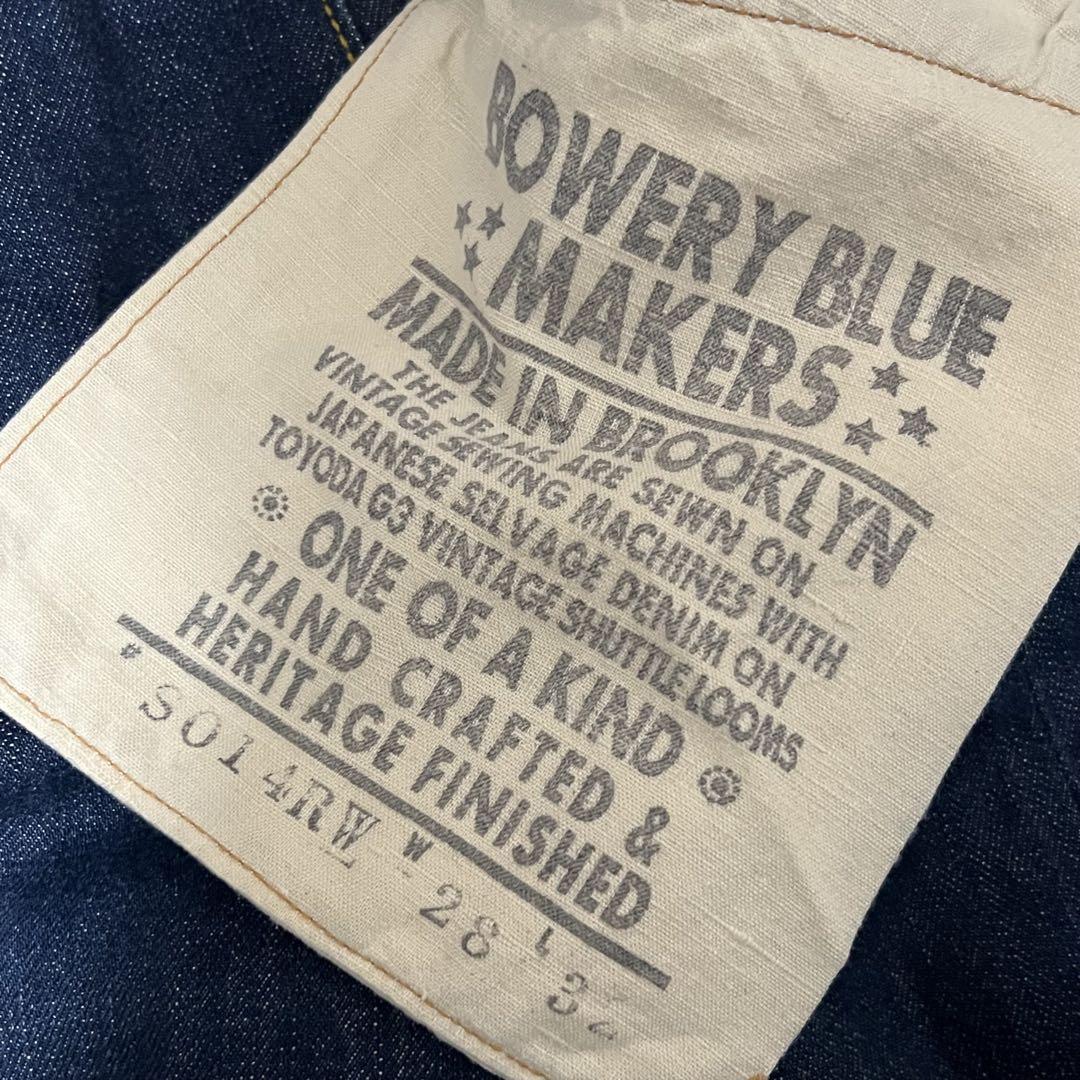 BOWERY BLUE
MAKERS
MADE IN BROOKLYN
THE JEANS ARE SEWN ON
VINTAGE SEWING MACHINES WITH
JAPANESE SELVAGE DENIM ON
TOYODA G3 VINTAGE SHUTTLE LOOMS
ONE OF A KIND
HAND CRAFTED &
HERITAGE FINISHED
# S014RW W 28 L 32